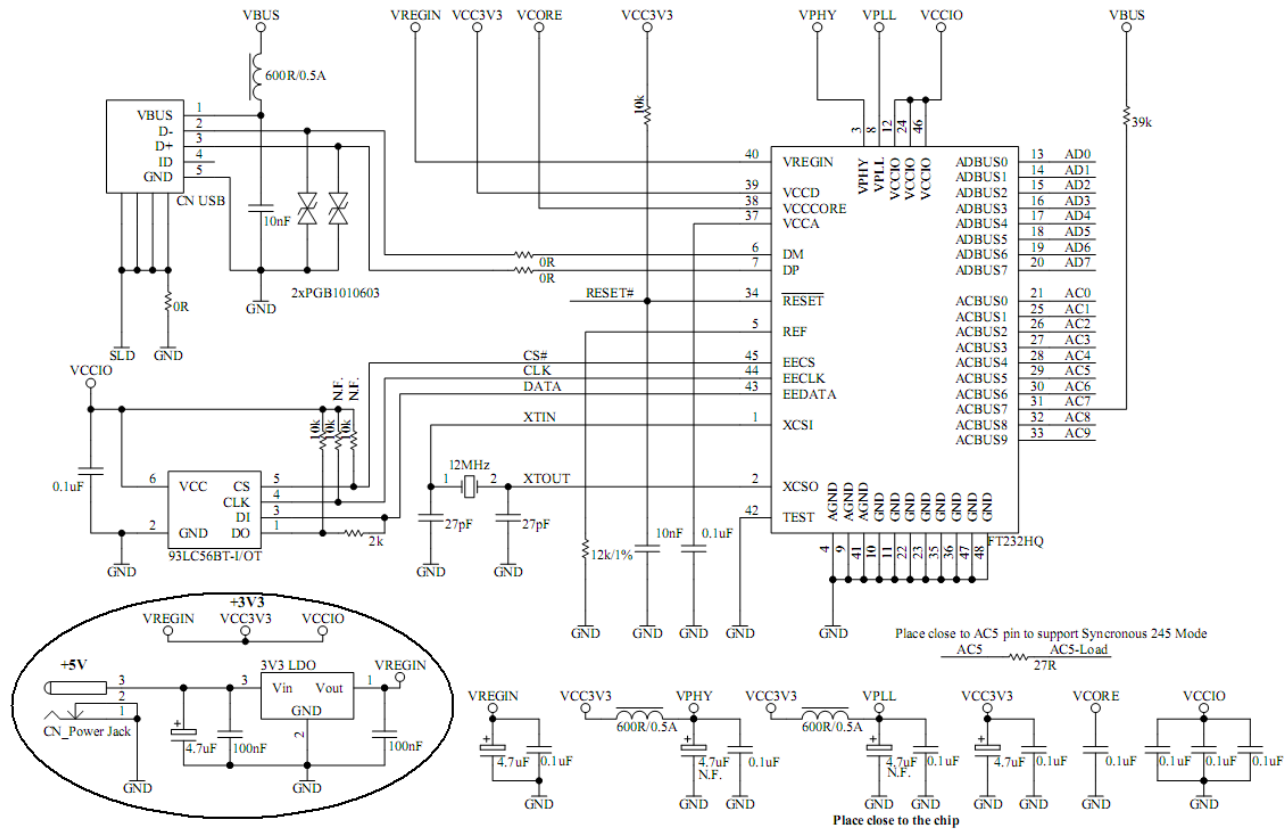 VBUS VREGIN VCC3V3 VCORE VCC3V3 VPHY VPLL VCCIO VBUS
600R/0.5A
10k
39k
VBUS 1
D- 2
D+ 3
ID 4
GND 5
CN USB
10nF
2xPGB1010603
0R
SLD GND GND
3 8 12 24 46
VPHY VPLL VCCIO VCCIO VCCIO
40 VREGIN
39 VCCD
38 VCCCORE
37 VCCA
0R 6 DM
0R 7 DP
RESET# 34 RESET
5 REF
CS# 45 EECS
CLK 44 EECLK
DATA 43 EEDATA
XTIN 1 XCSI
XTOUT 2 XCSO
42 TEST
ADBUS0 13 AD0
ADBUS1 14 AD1
ADBUS2 15 AD2
ADBUS3 16 AD3
ADBUS4 17 AD4
ADBUS5 18 AD5
ADBUS6 19 AD6
ADBUS7 20 AD7
ACBUS0 21 AC0
ACBUS1 25 AC1
ACBUS2 26 AC2
ACBUS3 27 AC3
ACBUS4 28 AC4
ACBUS5 29 AC5
ACBUS6 30 AC6
ACBUS7 31 AC7
ACBUS8 32 AC8
ACBUS9 33 AC9
AGND AGND AGND GND GND GND GND GND GND GND GND
4 9 41 10 11 22 23 35 36 47 48
FT232HQ
GND
VCCIO
N.F. N.F.
10k 10k 10k
0.1uF
6 VCC CS 5
CLK 4
DI 3
2 GND DO 1
2k
93LC56BT-I/OT
GND
12MHz
1 2
27pF 27pF
GND GND
12k/1% 10nF 0.1uF
GND GND GND GND
+3V3
VREGIN VCC3V3 VCCIO
+5V
3
2
1
CN_Power Jack
3V3 LDO
3 Vin Vout 1
GND
2
VREGIN
+ 4.7uF 100nF 100nF
GND GND
Place close to AC5 pin to support Syncronous 245 Mode
AC5 AC5-Load
27R
VREGIN VCC3V3 VPHY VCC3V3 VPLL VCC3V3 VCORE VCCIO
600R/0.5A 600R/0.5A
+ 4.7uF 0.1uF
+ 4.7uF N.F. 0.1uF
+ 4.7uF N.F. 0.1uF
+ 4.7uF 0.1uF
0.1uF
0.1uF 0.1uF 0.1uF
GND GND GND GND GND GND GND GND GND
Place close to the chip